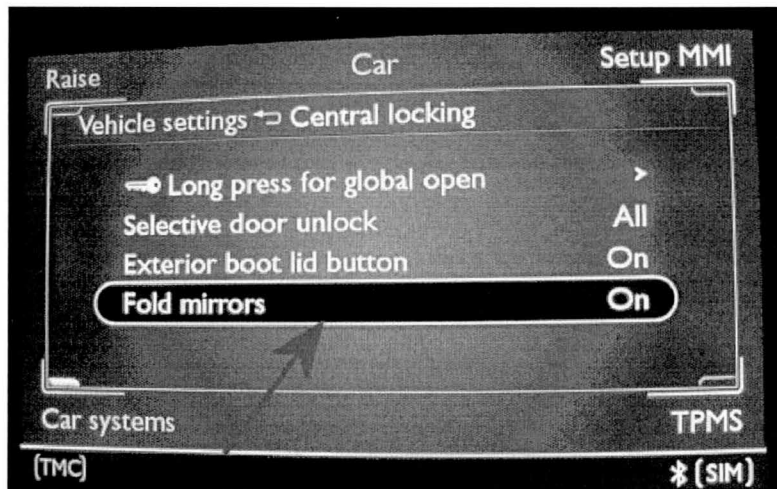 Raise Car Setup MMI
Vehicle settings Central locking
Long press for global open >
Selective door unlock All
Exterior boot lid button On
Fold mirrors On
Car systems TPMS
(TMC) (SIM)